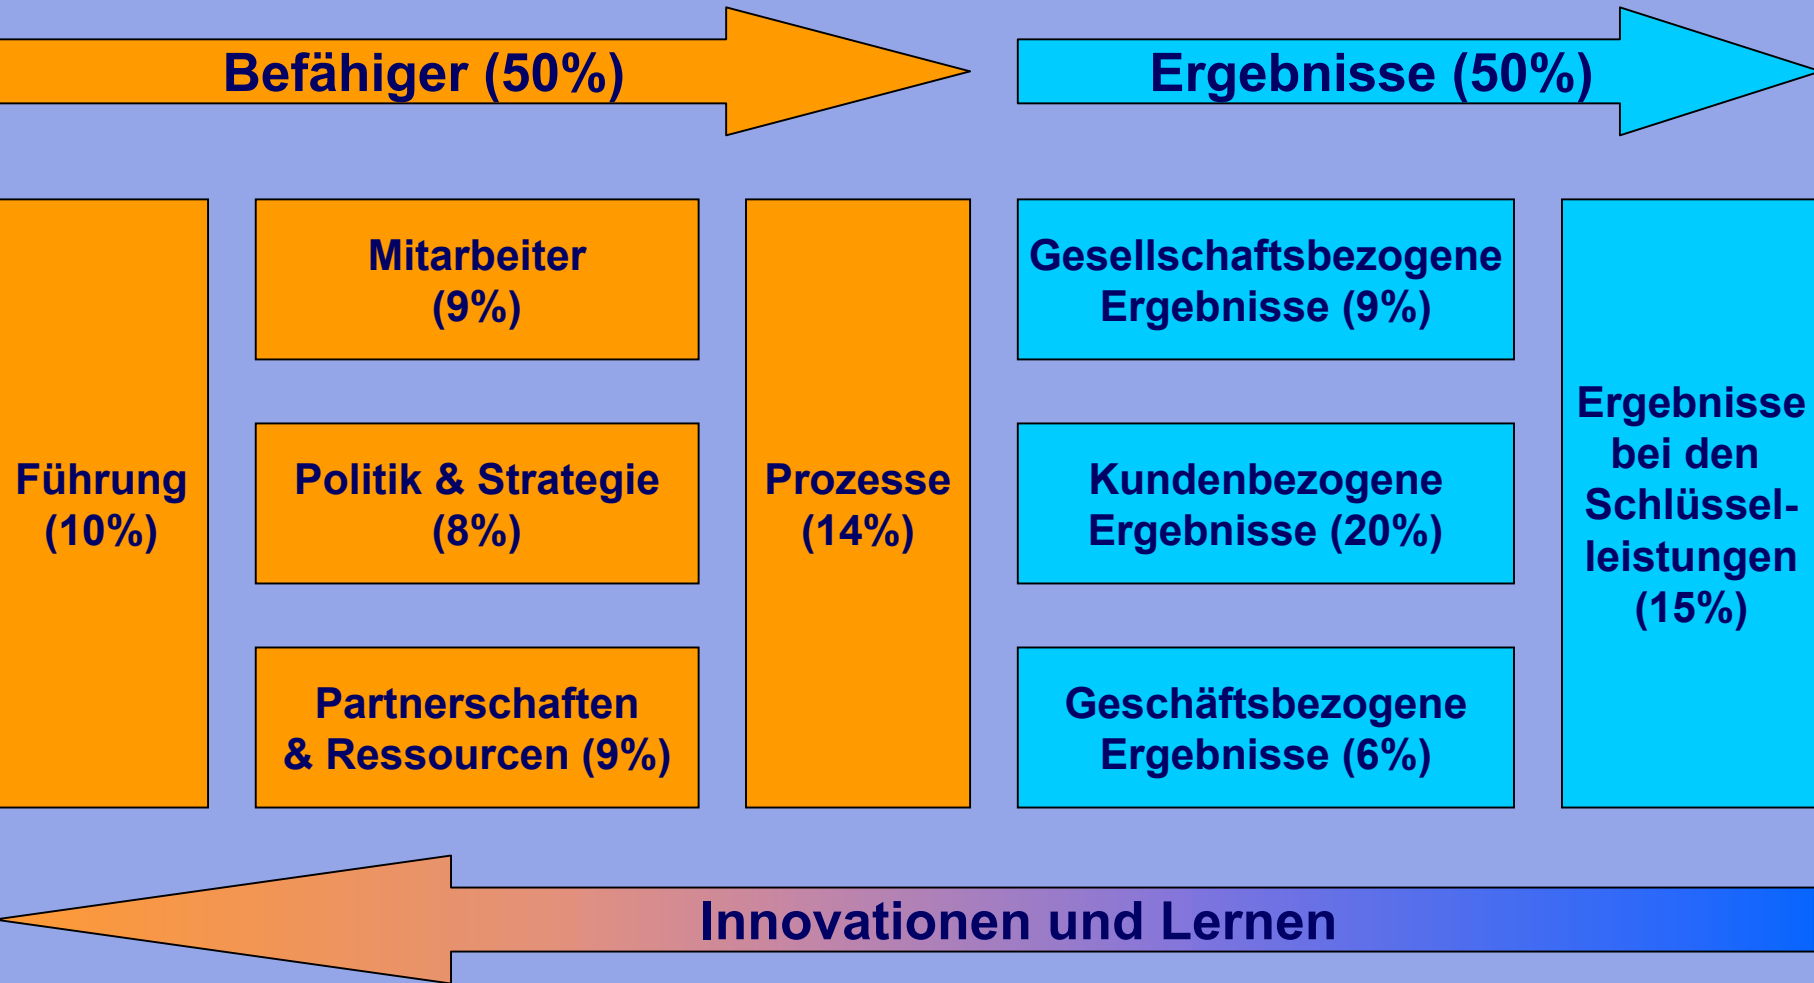 Befähiger (50%)
Ergebnisse (50%)
Führung
(10%)
Mitarbeiter
(9%)
Politik & Strategie
(8%)
Partnerschaften
& Ressourcen (9%)
Prozesse
(14%)
Gesellschaftsbezogene
Ergebnisse (9%)
Kundenbezogene
Ergebnisse (20%)
Geschäftsbezogene
Ergebnisse (6%)
Ergebnisse
bei den
Schlüssel-
leistungen
(15%)
Innovationen und Lernen